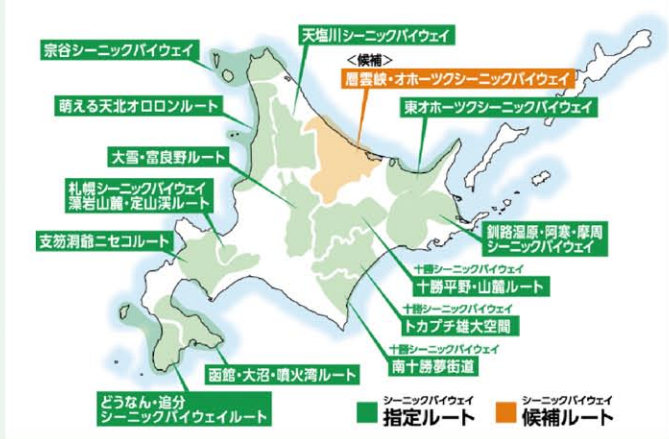 天塩川シーニックバイウェイ
宗谷シーニックバイウェイ
<候補>
層雲峡・オホーツクシーニックバイウェイ
萌える天北オロロンルート
東オホーツクシーニックバイウェイ
大雪・富良野ルート
札幌シーニックバイウェイ
藻岩山麓・定山渓ルート
支笏洞爺ニセコルート
釧路湿原・阿寒・摩周
シーニックバイウェイ
十勝シーニックバイウェイ
十勝平野・山麓ルート
十勝シーニックバイウェイ
トカプチ雄大空間
十勝シーニックバイウェイ
南十勝夢街道
函館・大沼・噴火湾ルート
どうなん・追分
シーニックバイウェイルート
シーニックバイウェイ
指定ルート
シーニックバイウェイ
候補ルート